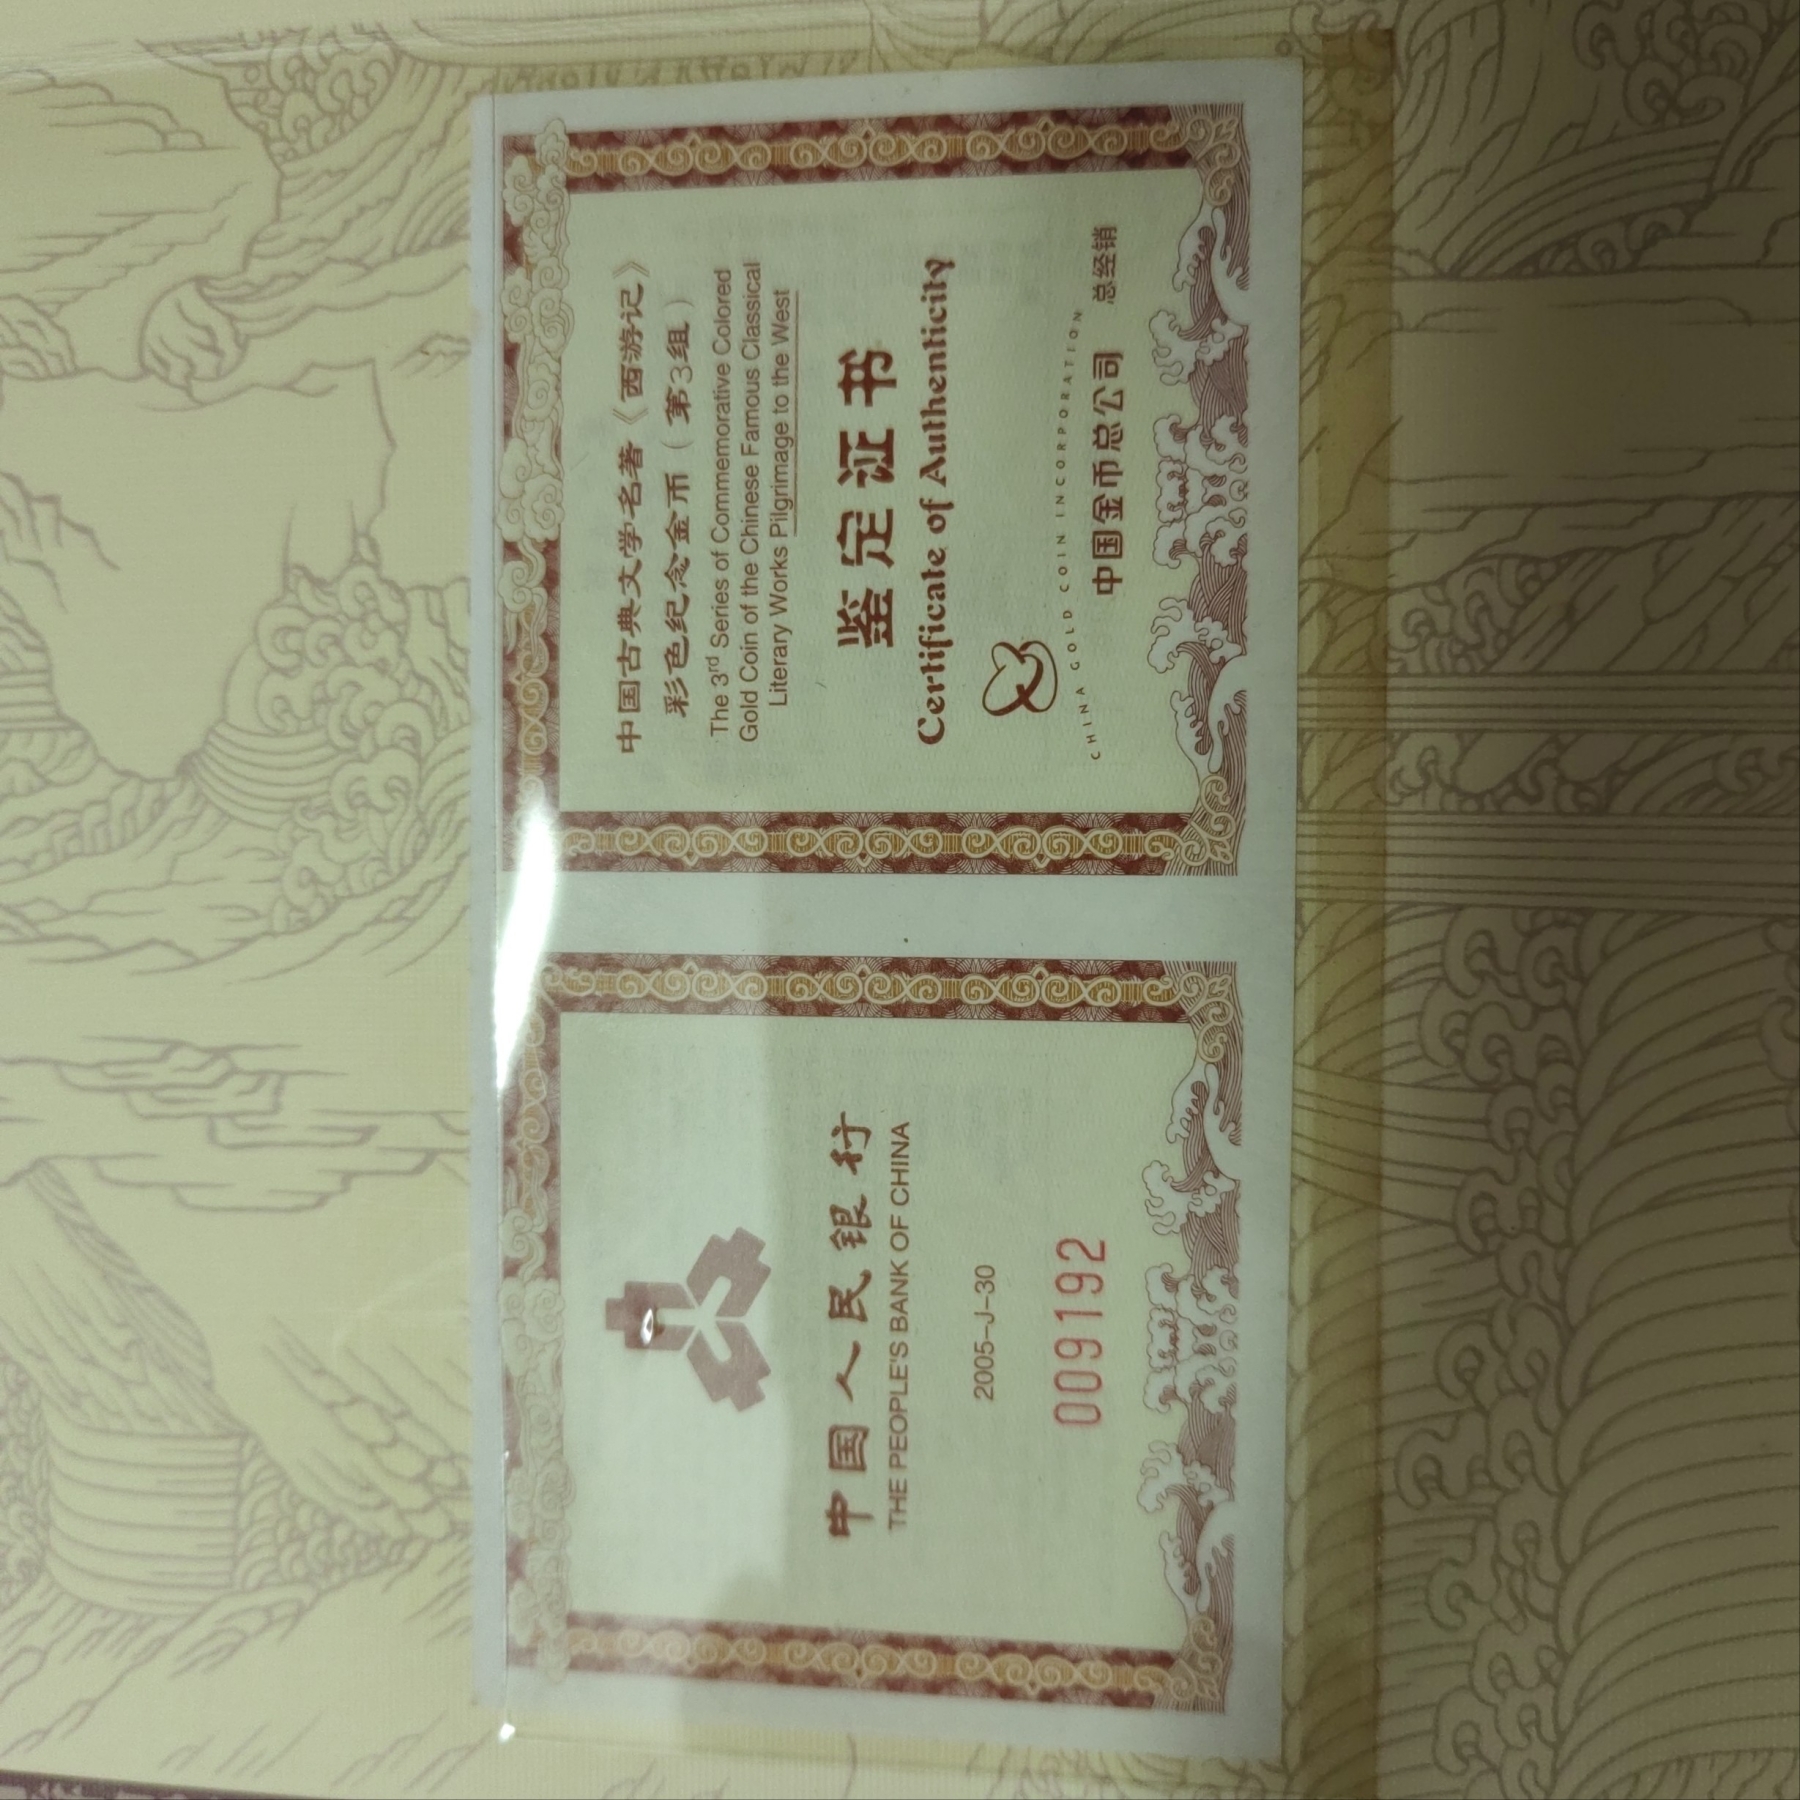 中国人民银行
THE PEOPLE'S BANK OF CHINA
2005-J-30
009192
中国古典文学名著《西游记》
彩色纪念金币（第3组）
The 3rd Series of Commemorative Colored
Gold Coin of the Chinese Famous Classical
Literary Works Pilgrimage to the West
鉴定证书
Certificate of Authenticity
CHINA GOLD COIN INCORPORATION
中国金币总公司 总经销